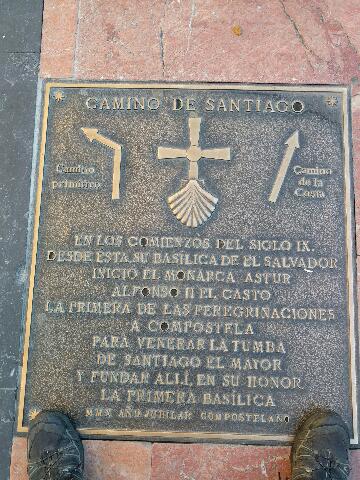 CAMINO DE SANTIAGO
Camino
primitivo
Camino
de la
Costa
EN LOS COMIENZOS DEL SIGLO IX.
DESDE ESTA, SU BASÍLICA DE EL SALVADOR
INICIÓ EL MONARCA ASTUR
ALFONSO II EL CASTO
LA PRIMERA DE LAS PEREGRINACIONES
A COMPOSTELA
PARA VENERAR LA TUMBA
DE SANTIAGO EL MAYOR
Y FUNDAR ALLÍ, EN SU HONOR
LA PRIMERA BASÍLICA
MMX AÑO JUBILAR COMPOSTELANO